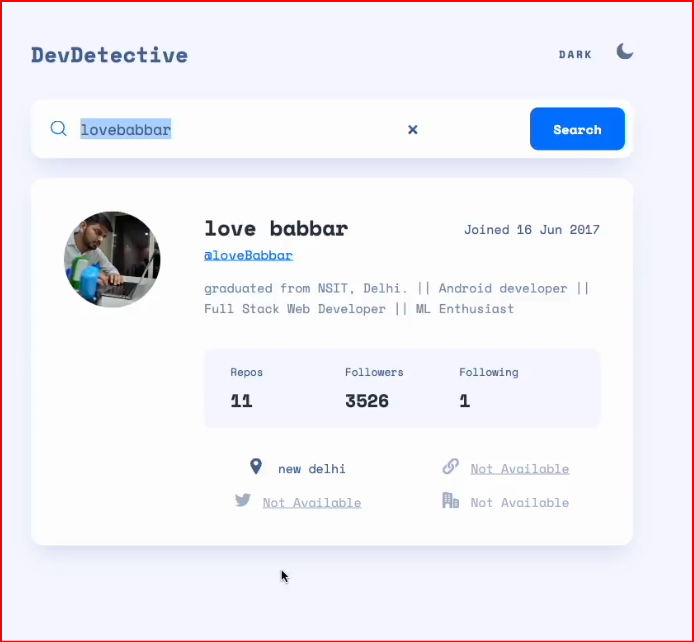 DevDetective
DARK
lovebabbar
×
Search
love babbar
Joined 16 Jun 2017
@loveBabbar
graduated from NSIT, Delhi. || Android developer ||
Full Stack Web Developer || ML Enthusiast
Repos Followers Following
11 3526 1
new delhi
Not Available
Not Available
Not Available